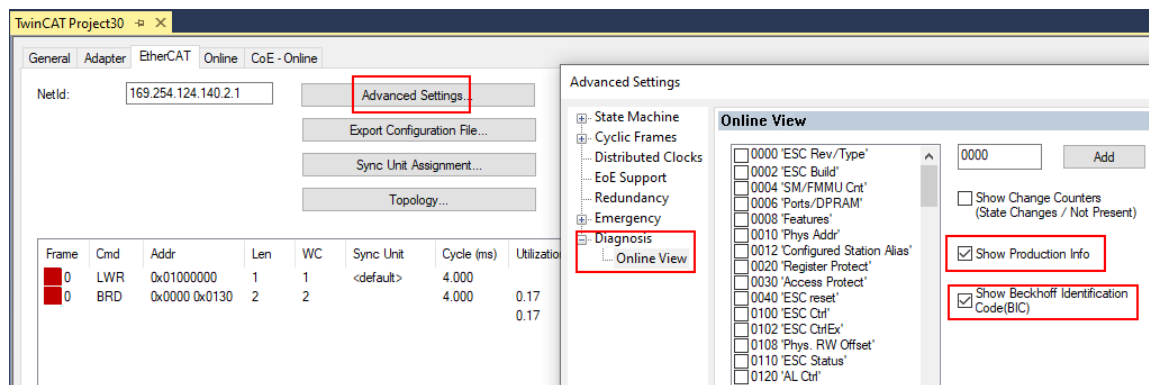 TwinCAT Project30
General Adapter EtherCAT Online CoE - Online
NetId: 169.254.124.140.2.1
Advanced Settings...
Export Configuration File...
Sync Unit Assignment...
Topology...
Frame Cmd Addr Len WC Sync Unit Cycle (ms) Utilization
0 LWR 0x01000000 1 1 <default> 4.000
0 BRD 0x0000 0x0130 2 2 4.000 0.17
0.17
Advanced Settings
State Machine
Cyclic Frames
Distributed Clocks
EoE Support
Redundancy
Emergency
Diagnosis
Online View
Online View
0000 'ESC Rev/Type'
0002 'ESC Build'
0004 'SM/FMMU Cnt'
0006 'Ports/DPRAM'
0008 'Features'
0010 'Phys Addr'
0012 'Configured Station Alias'
0020 'Register Protect'
0030 'Access Protect'
0040 'ESC reset'
0100 'ESC Ctrl'
0102 'ESC CtrlEx'
0108 'Phys. RW Offset'
0110 'ESC Status'
0120 'AL Ctrl'
0000 Add
Show Change Counters
(State Changes / Not Present)
Show Production Info
Show Beckhoff Identification
Code(BIC)